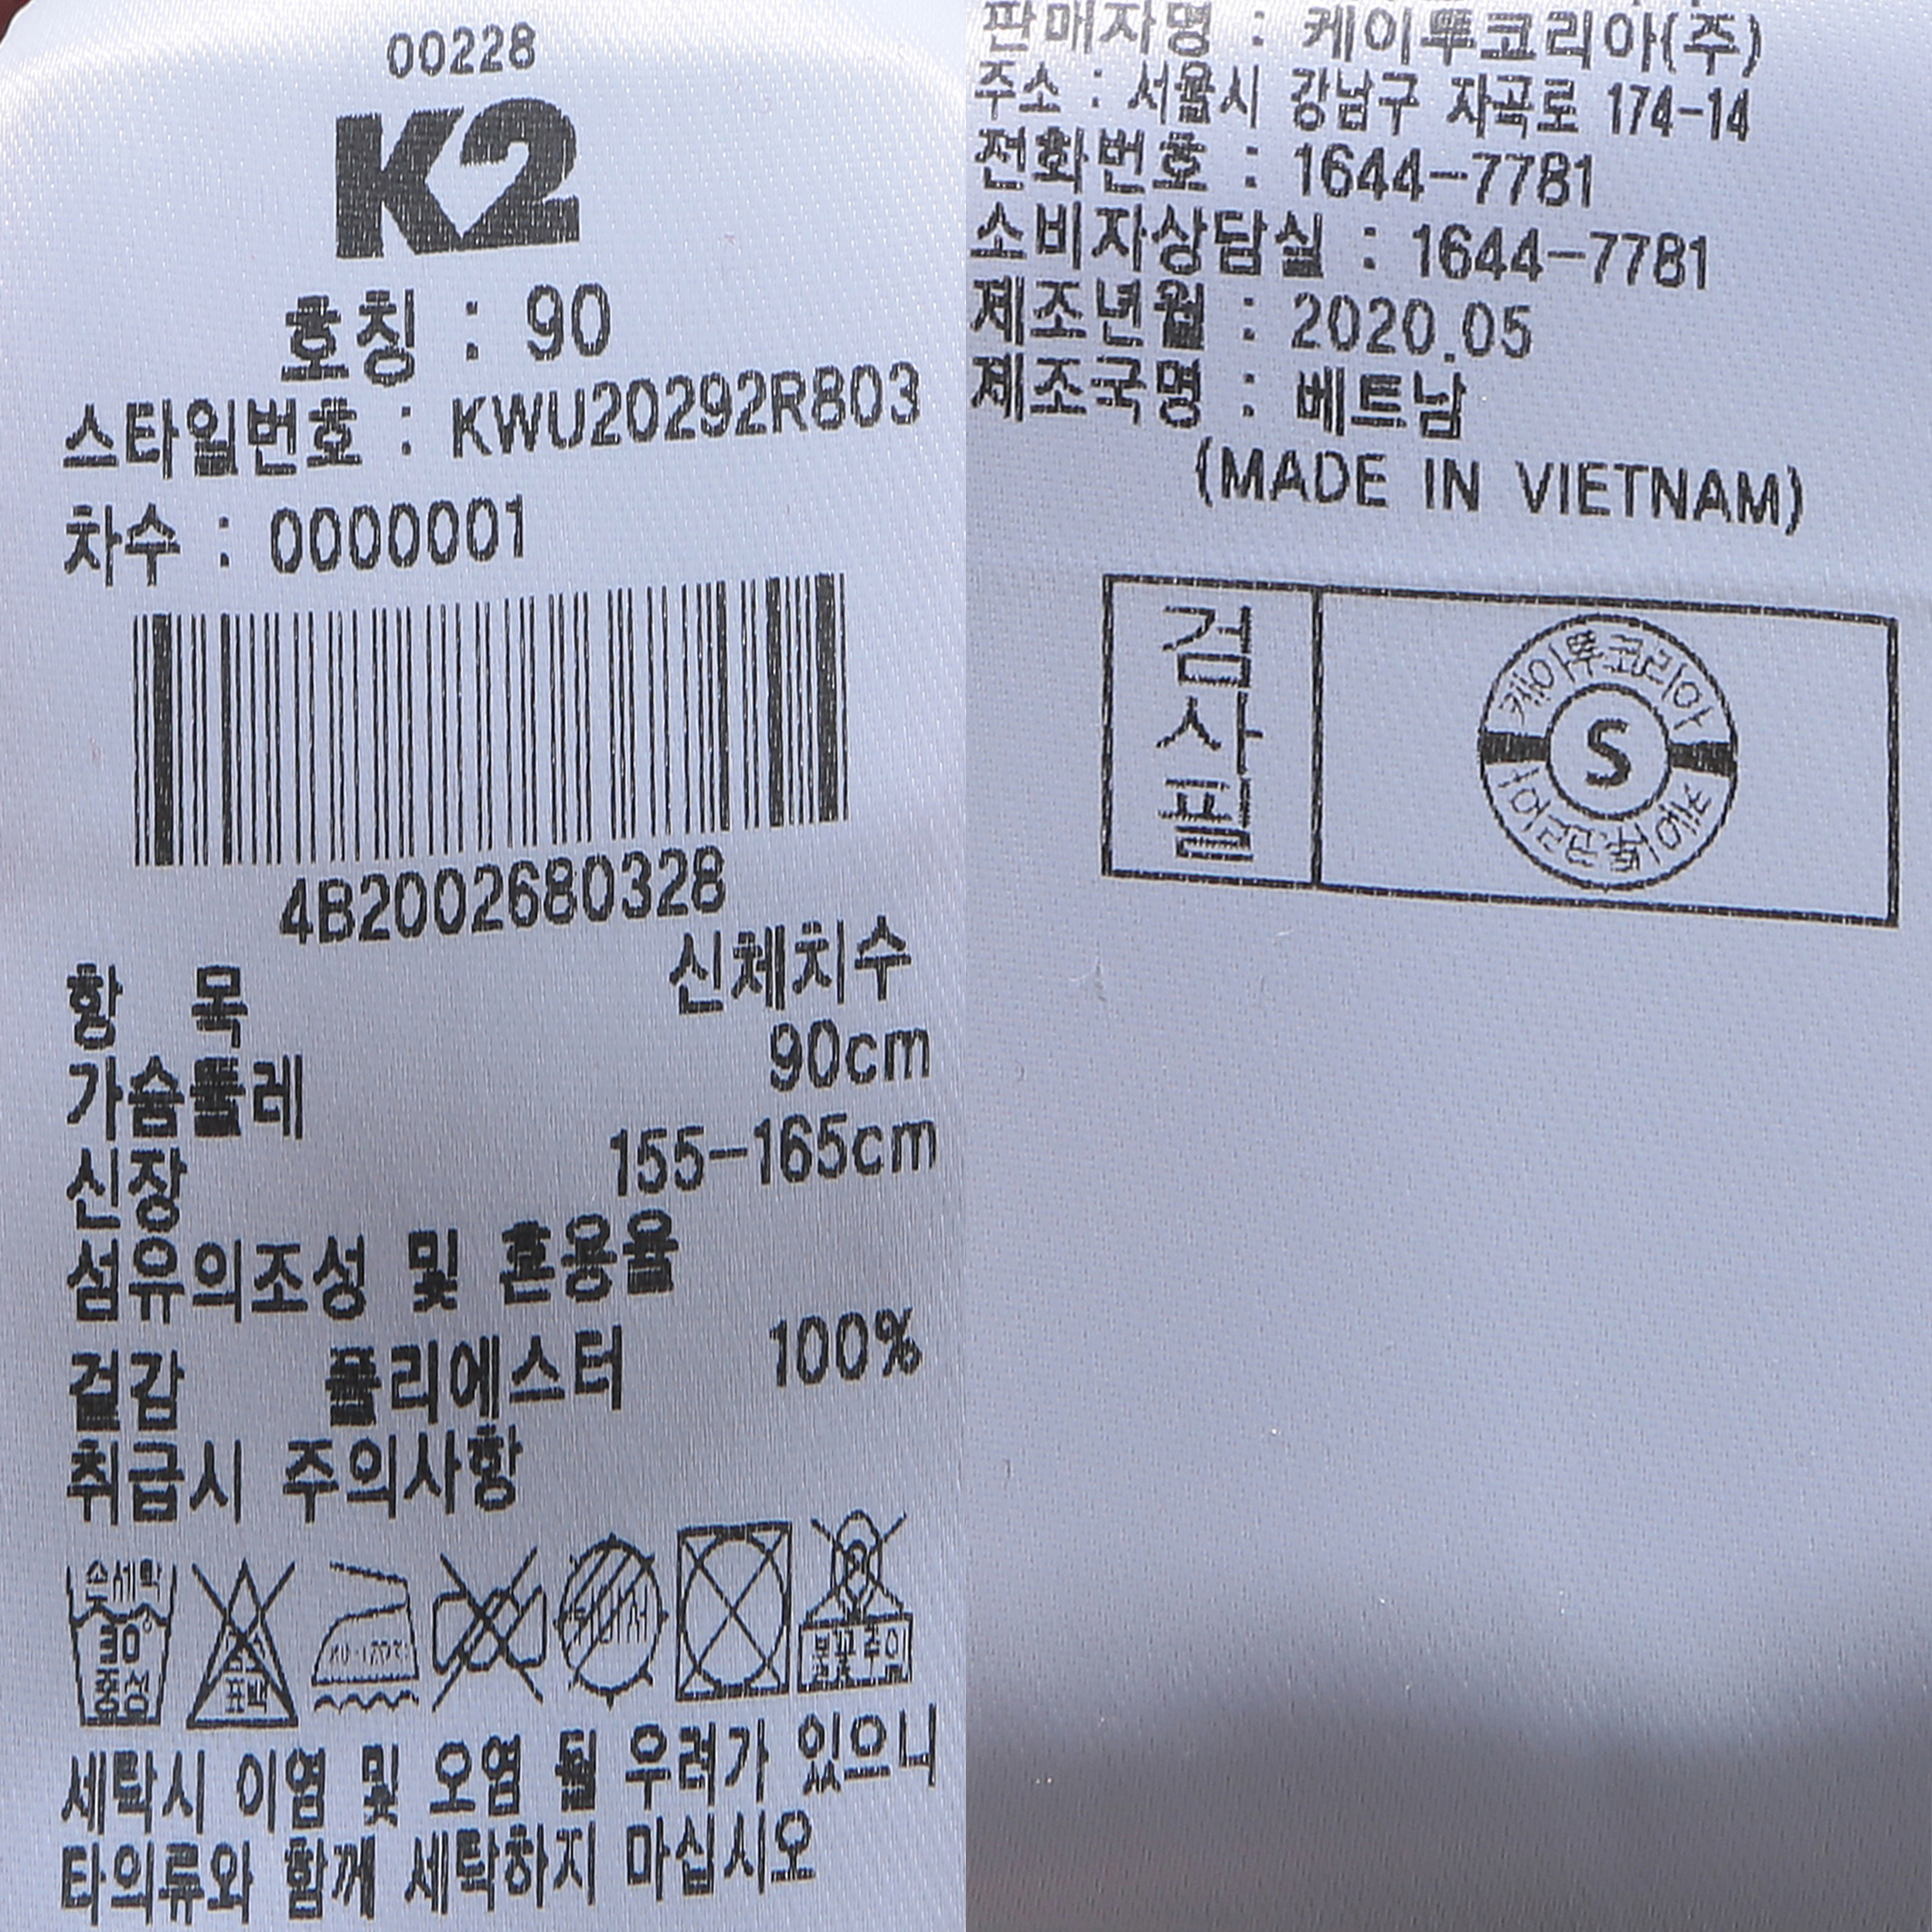 00228
K2
호칭 : 90
스타일번호 : KWU20292R803
차수 : 0000001
4B2002680328
항 목 신체치수
가슴둘레 90cm
신장 155-165cm
섬유의조성 및 혼용율
겉감 폴리에스터 100%
취급시 주의사항
손세탁
30°
중성
표백
불꽃주의
세탁시 이염 및 오염 될 우려가 있으니
타의류와 함께 세탁하지 마십시오
판매자명 : 케이투코리아(주)
주소 : 서울시 강남구 자곡로 174-14
전화번호 : 1644-7781
소비자상담실 : 1644-7781
제조년월 : 2020.05
제조국명 : 베트남
(MADE IN VIETNAM)
검사필
케이투코리아
S
케이투코리아